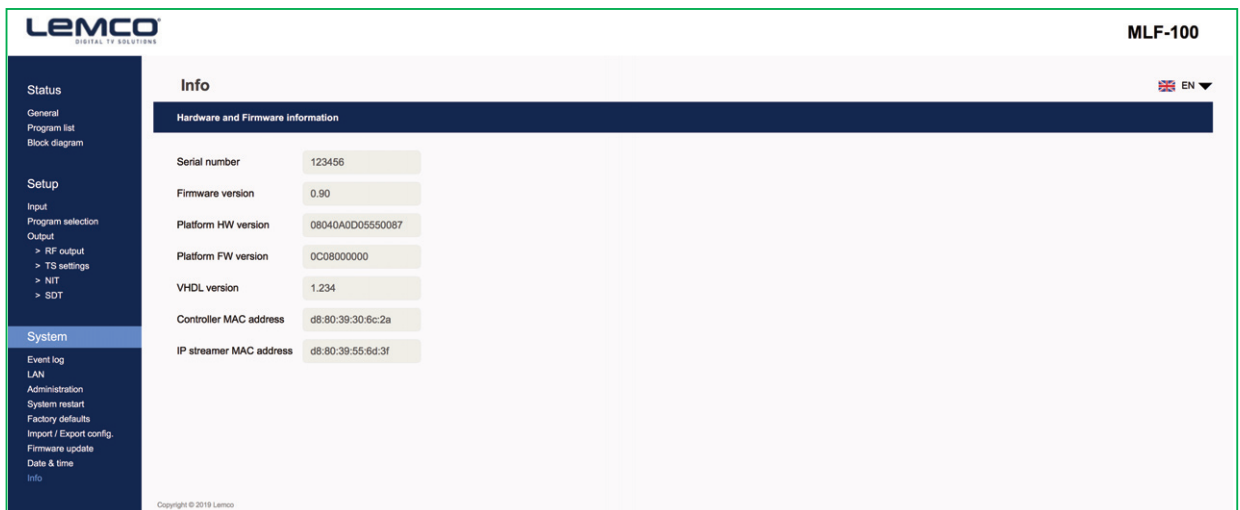 LEMCO
DIGITAL TV SOLUTIONS
MLF-100
Status
General
Program list
Block diagram
Setup
Input
Program selection
Output
> RF output
> TS settings
> NIT
> SDT
System
Event log
LAN
Administration
System restart
Factory defaults
Import / Export config.
Firmware update
Date & time
Info
Info
EN
Hardware and Firmware information
Serial number 123456
Firmware version 0.90
Platform HW version 08040A0D05550087
Platform FW version 0C08000000
VHDL version 1.234
Controller MAC address d8:80:39:30:6c:2a
IP streamer MAC address d8:80:39:55:6d:3f
Copyright © 2019 Lemco